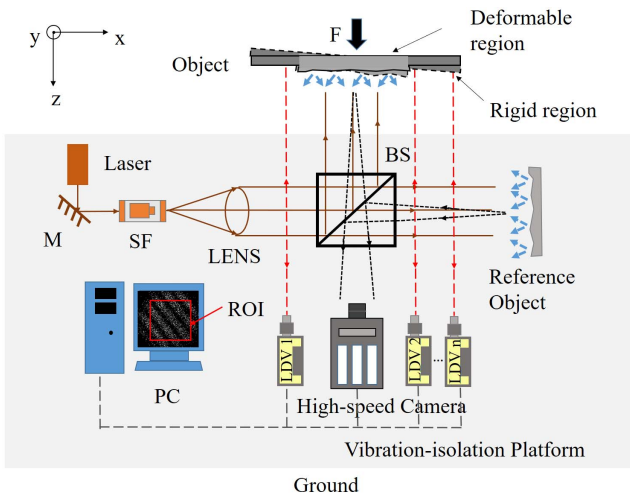 y
x
z
F
Deformable
region
Object
Rigid region
Laser
BS
M
SF
LENS
Reference
Object
ROI
LDV 1
LDV 2
...
LDV n
PC
High-speed Camera
Vibration-isolation Platform
Ground